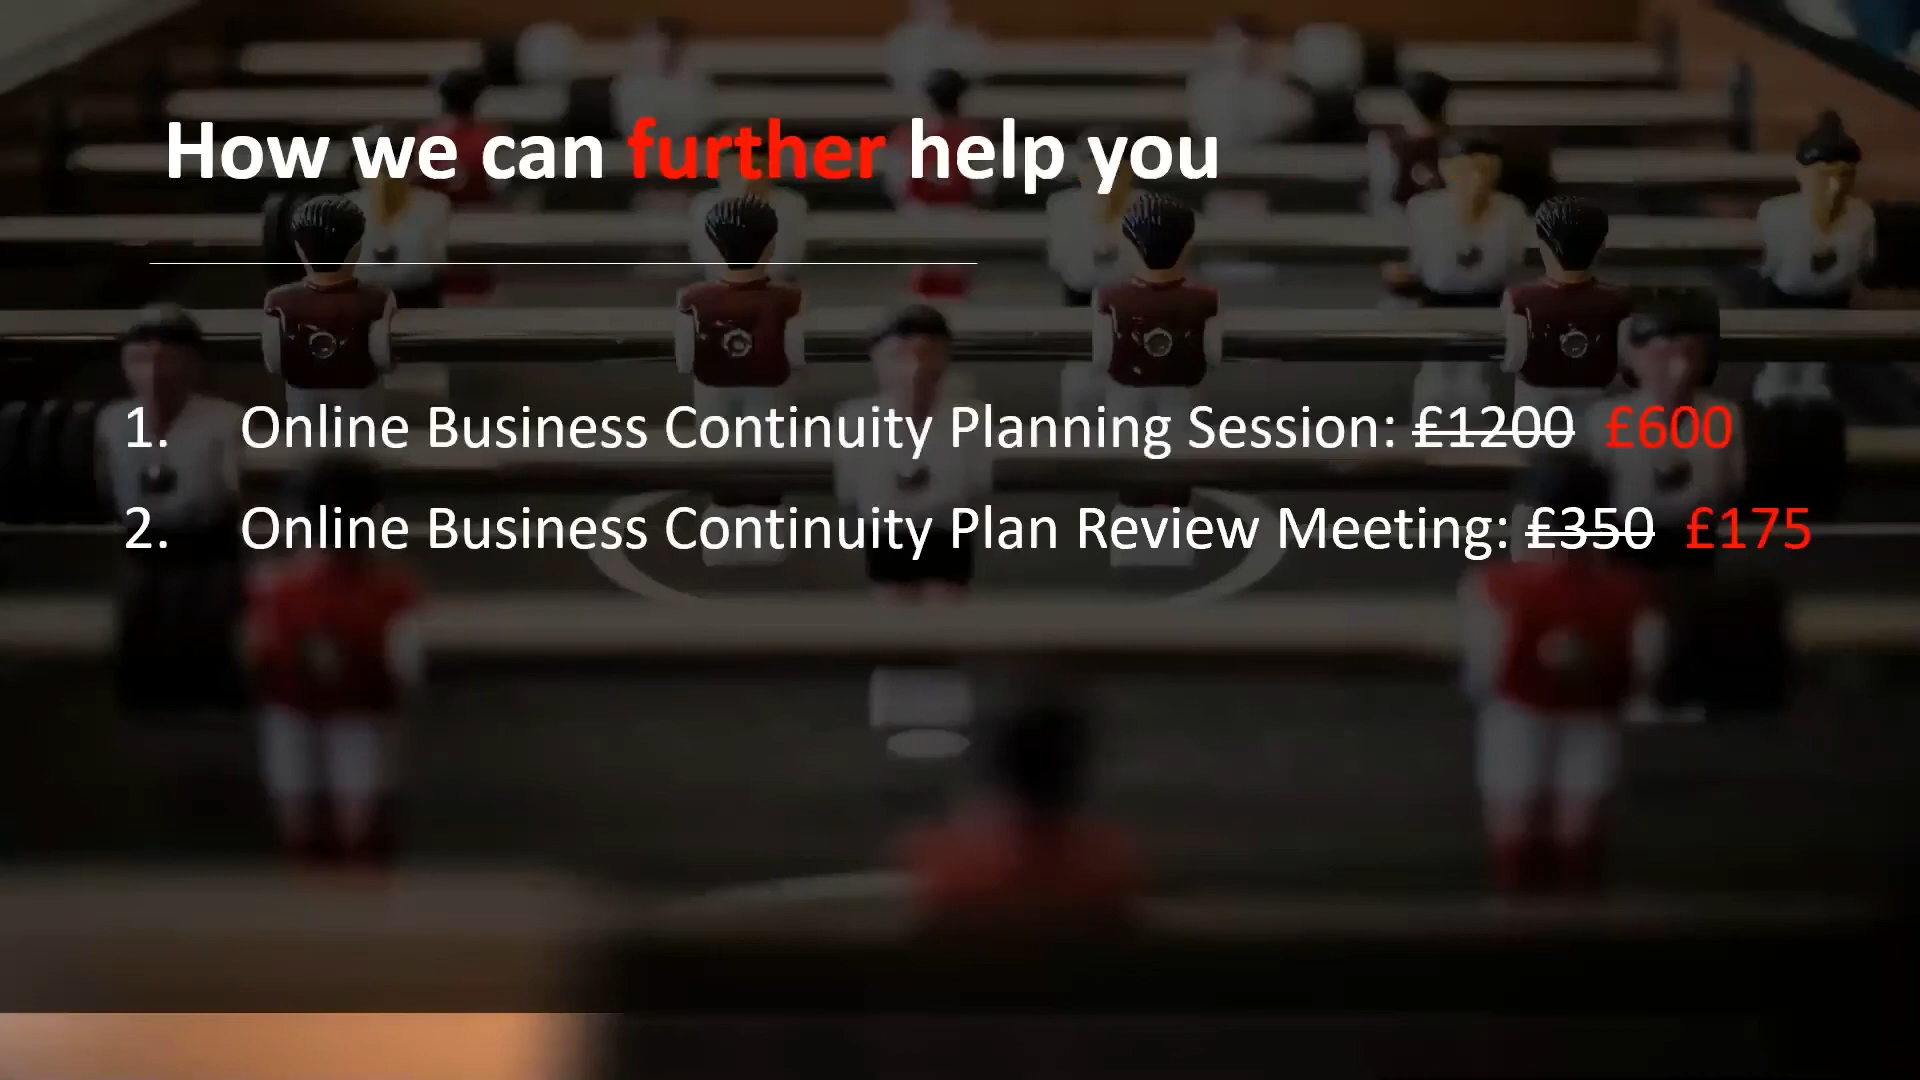 How we can further help you
1. Online Business Continuity Planning Session: £1200 £600
2. Online Business Continuity Plan Review Meeting: £350 £175